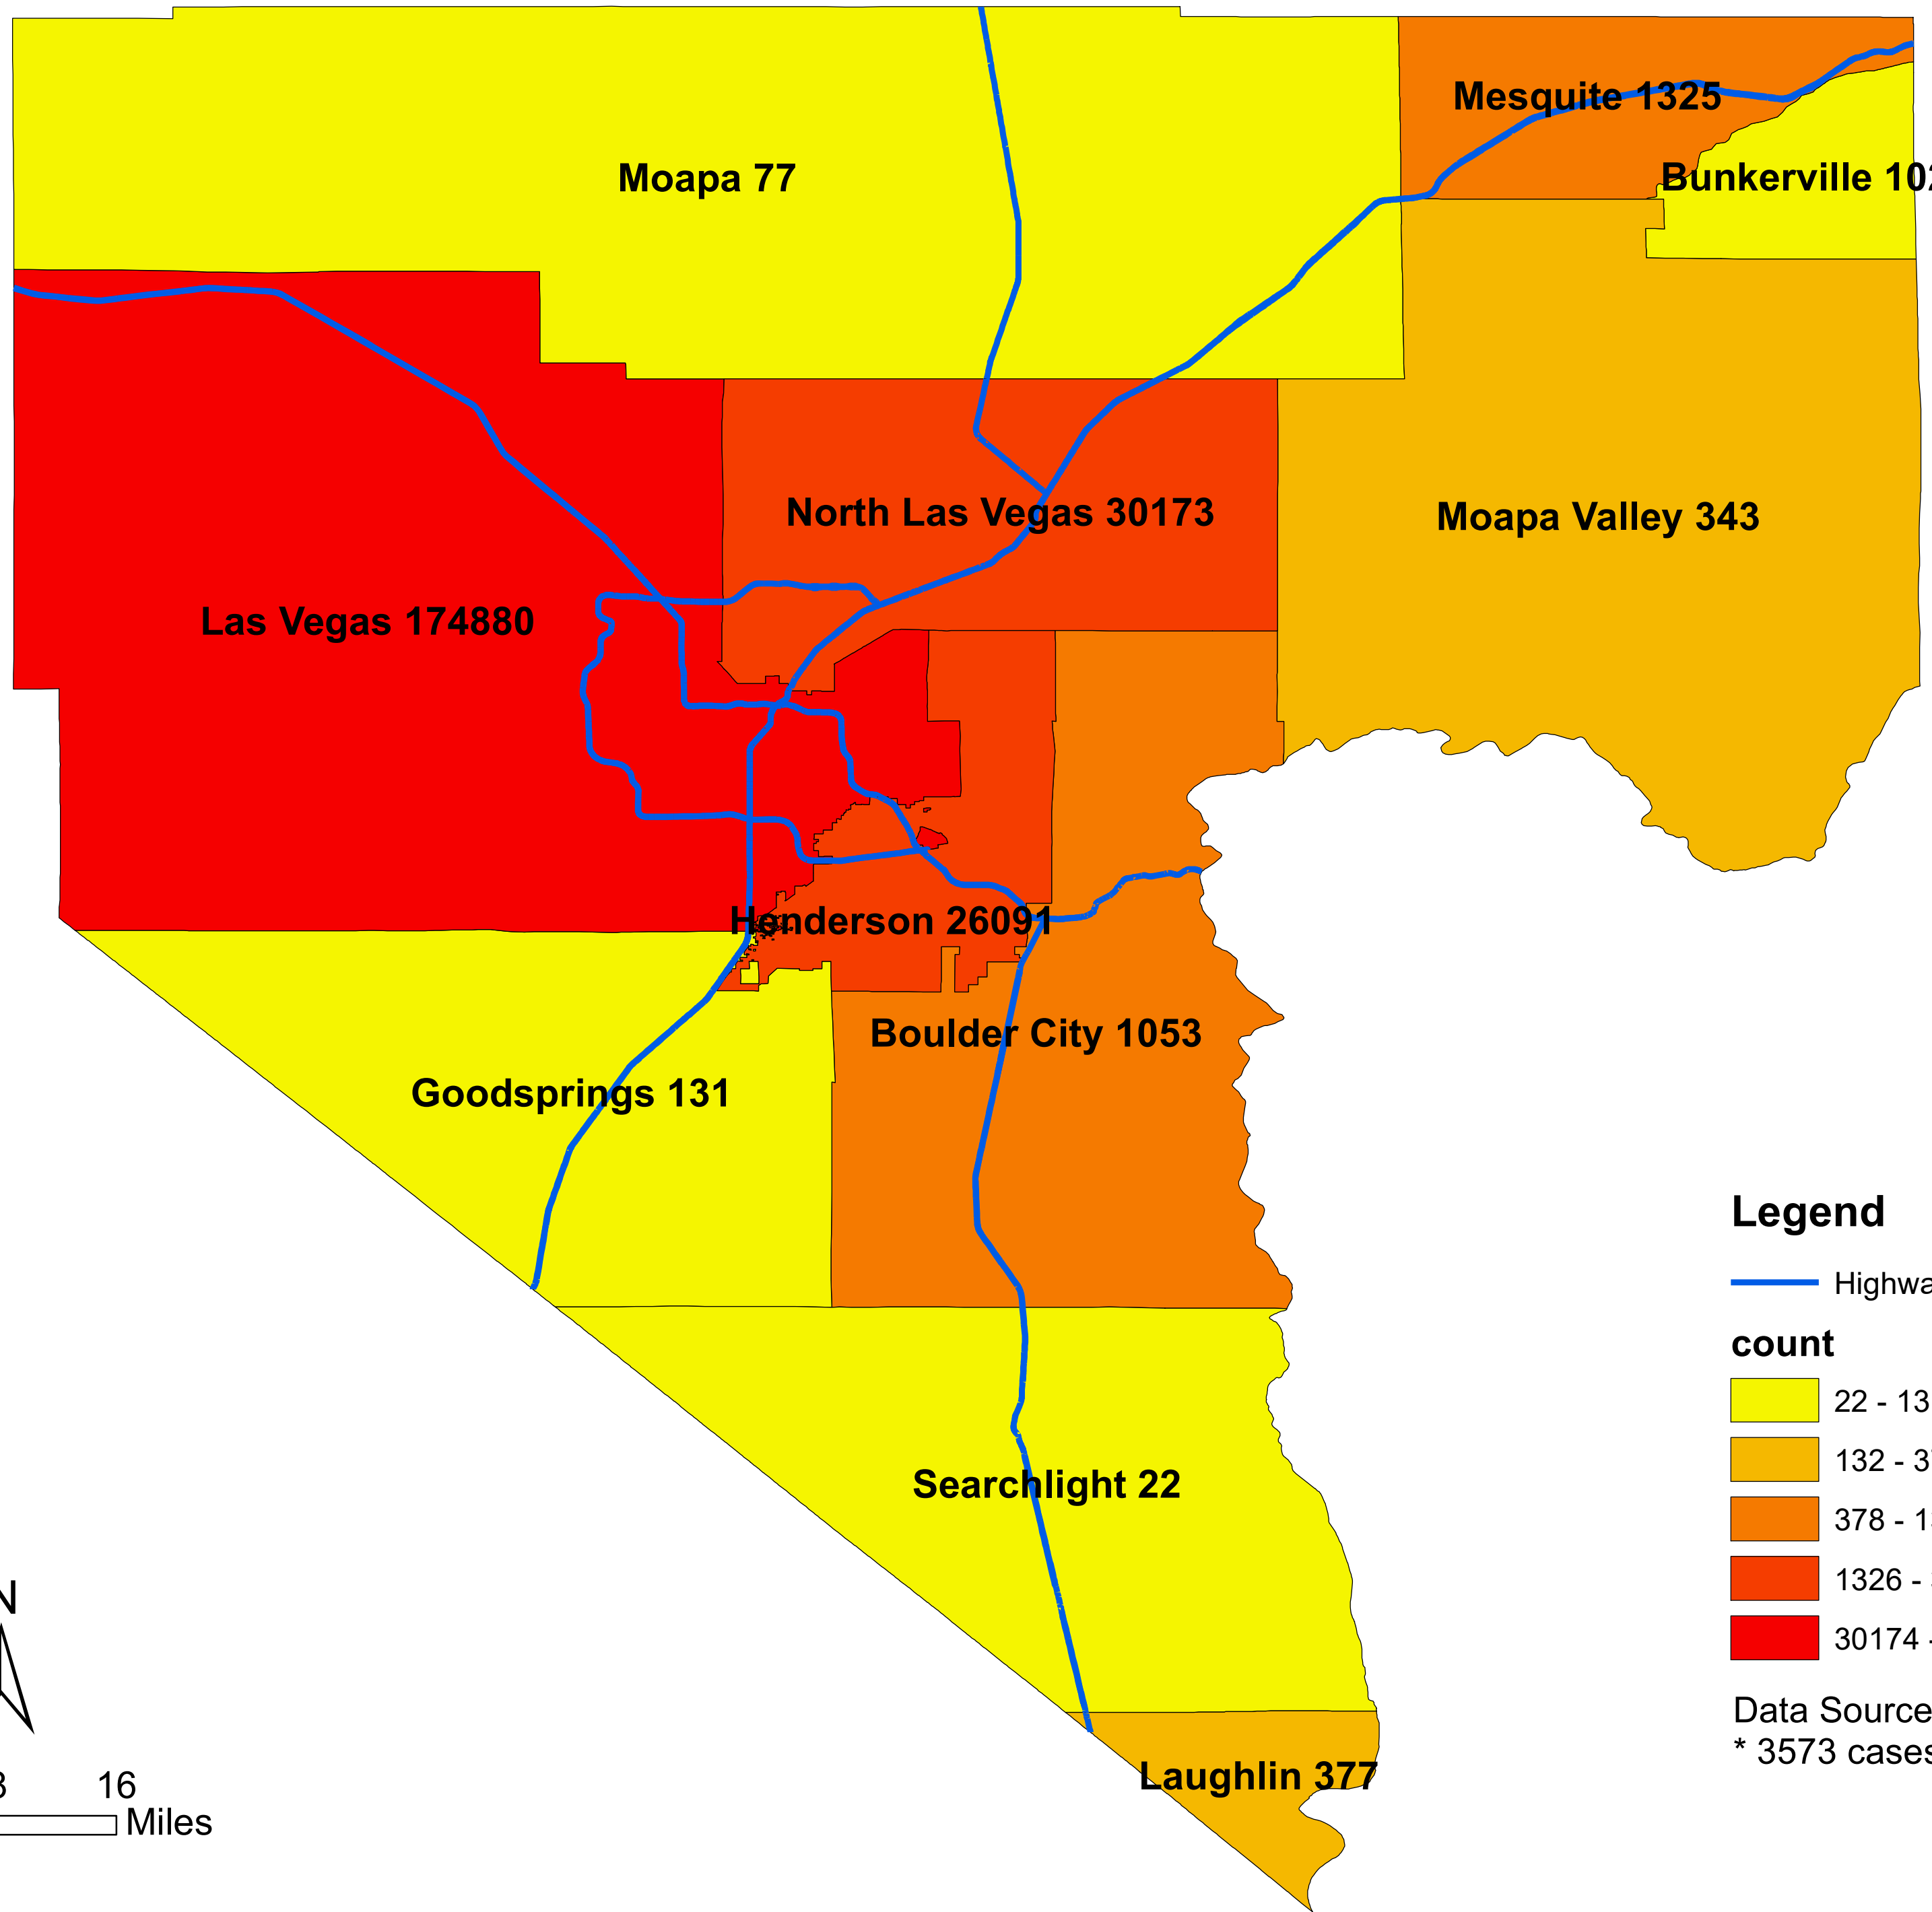 Mesquite 1325
Moapa 77
Bunkerville 102
North Las Vegas 30173
Moapa Valley 343
Las Vegas 174880
Henderson 26091
Boulder City 1053
Goodsprings 131
Legend
Highwa
count
22 - 13
132 - 3
378 - 1
Searchlight 22
1326 -
30174 -
N
Data Source
* 3573 cases
Laughlin 377
16
Miles